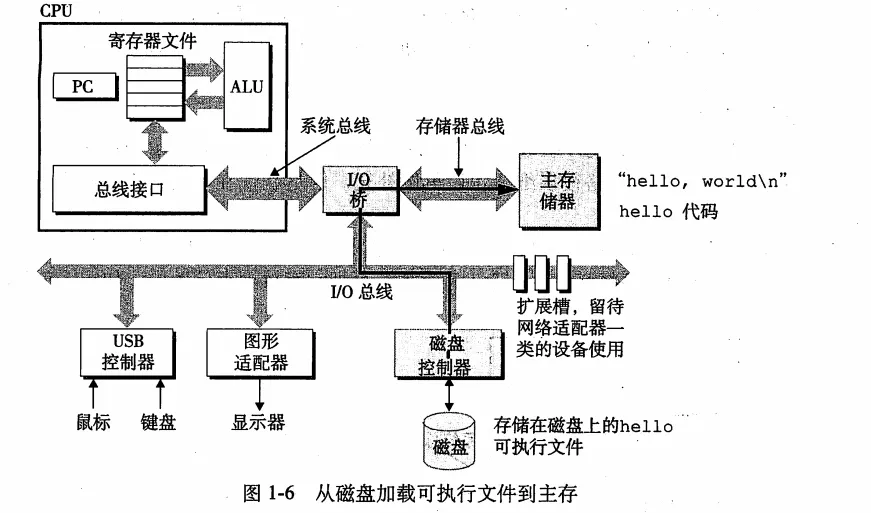 CPU
寄存器文件
PC
ALU
系统总线
存储器总线
总线接口
I/O
桥
主存
储器
“hello, world\n”
hello 代码
I/O 总线
扩展槽，留待
网络适配器一
类的设备使用
USB
控制器
图形
适配器
磁盘
控制器
鼠标
键盘
显示器
磁盘
存储在磁盘上的hello
可执行文件
图 1-6 从磁盘加载可执行文件到主存